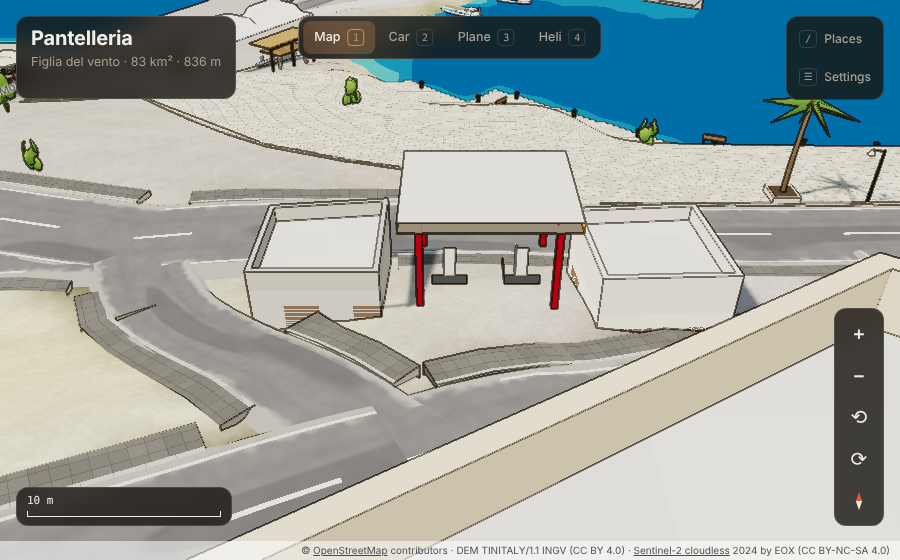 Pantelleria
Figlia del vento · 83 km² · 836 m
Map 1
Car 2
Plane 3
Heli 4
/ Places
☰ Settings
+
−
10 m
© OpenStreetMap contributors · DEM TINITALY/1.1 INGV (CC BY 4.0) · Sentinel-2 cloudless 2024 by EOX (CC BY-NC-SA 4.0)